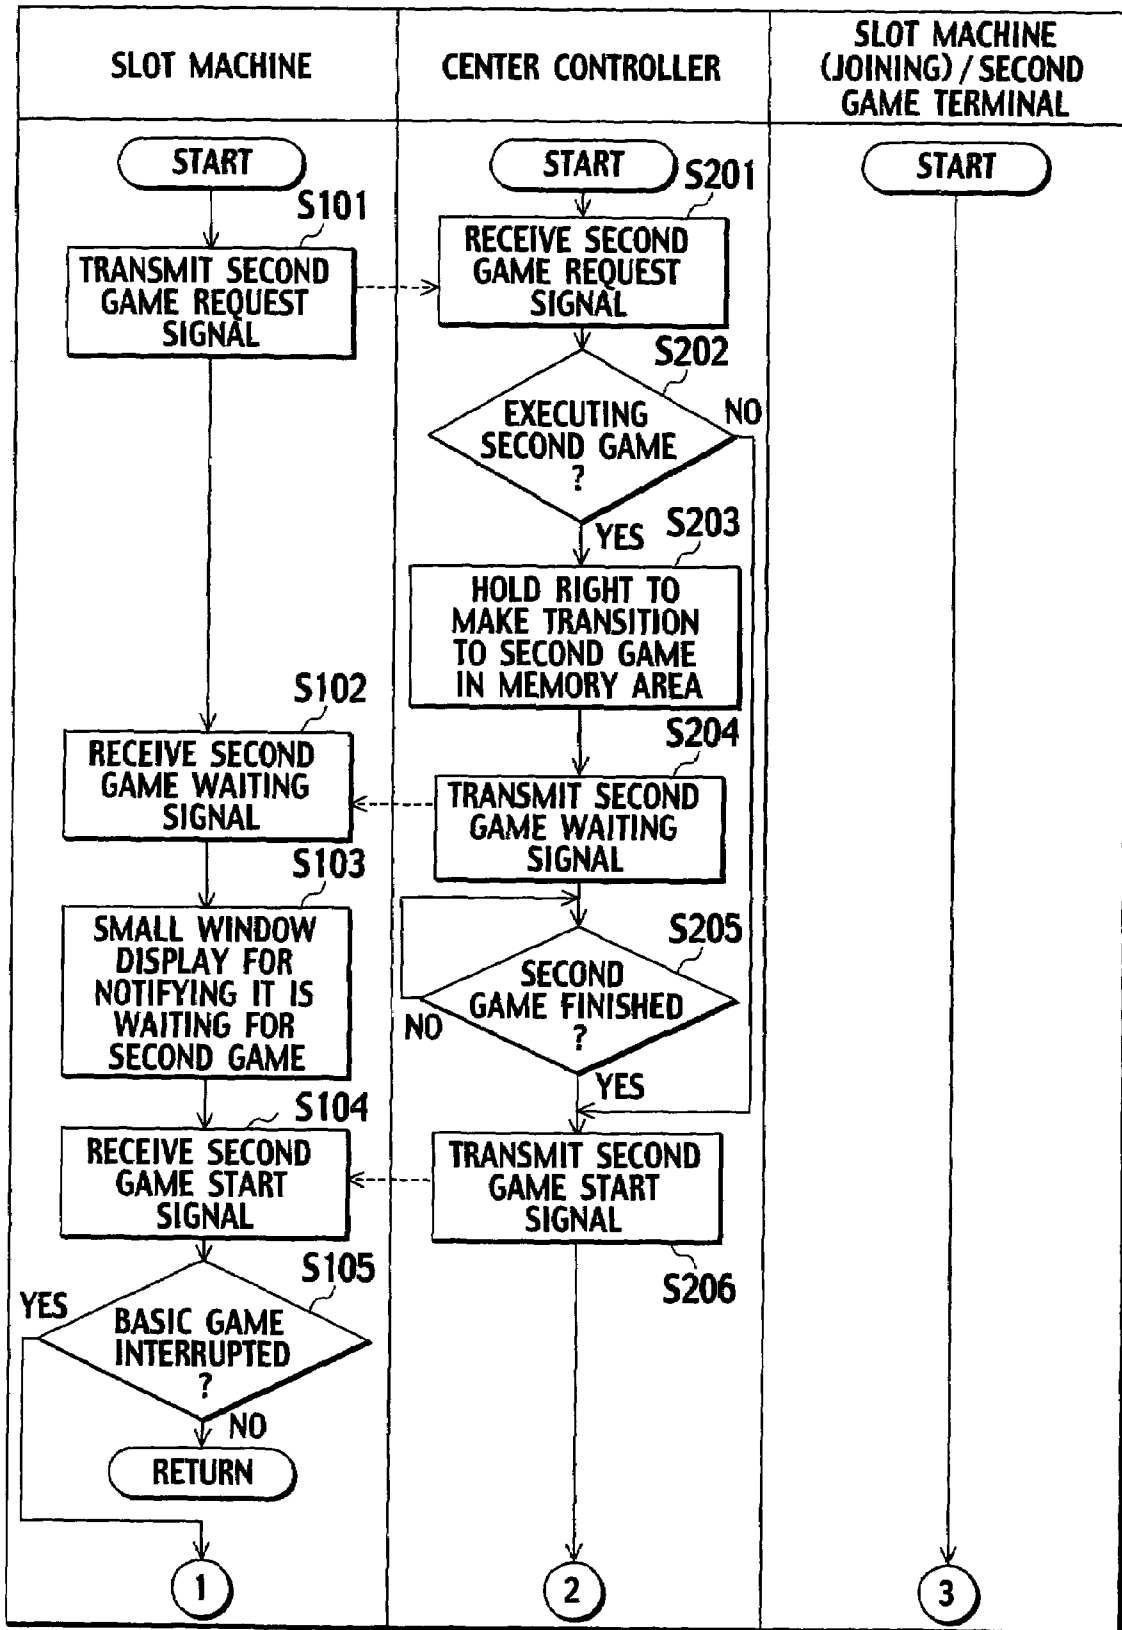 SLOT MACHINE
CENTER CONTROLLER
SLOT MACHINE
(JOINING) / SECOND
GAME TERMINAL
START
S101
TRANSMIT SECOND
GAME REQUEST
SIGNAL
S102
RECEIVE SECOND
GAME WAITING
SIGNAL
S103
SMALL WINDOW
DISPLAY FOR
NOTIFYING IT IS
WAITING FOR
SECOND GAME
S104
RECEIVE SECOND
GAME START
SIGNAL
S105
YES
BASIC GAME
INTERRUPTED
?
NO
RETURN
1
START
S201
RECEIVE SECOND
GAME REQUEST
SIGNAL
S202
EXECUTING
SECOND GAME
?
NO
YES
S203
HOLD RIGHT TO
MAKE TRANSITION
TO SECOND GAME
IN MEMORY AREA
S204
TRANSMIT SECOND
GAME WAITING
SIGNAL
S205
SECOND
GAME FINISHED
?
NO
YES
TRANSMIT SECOND
GAME START
SIGNAL
S206
2
START
3